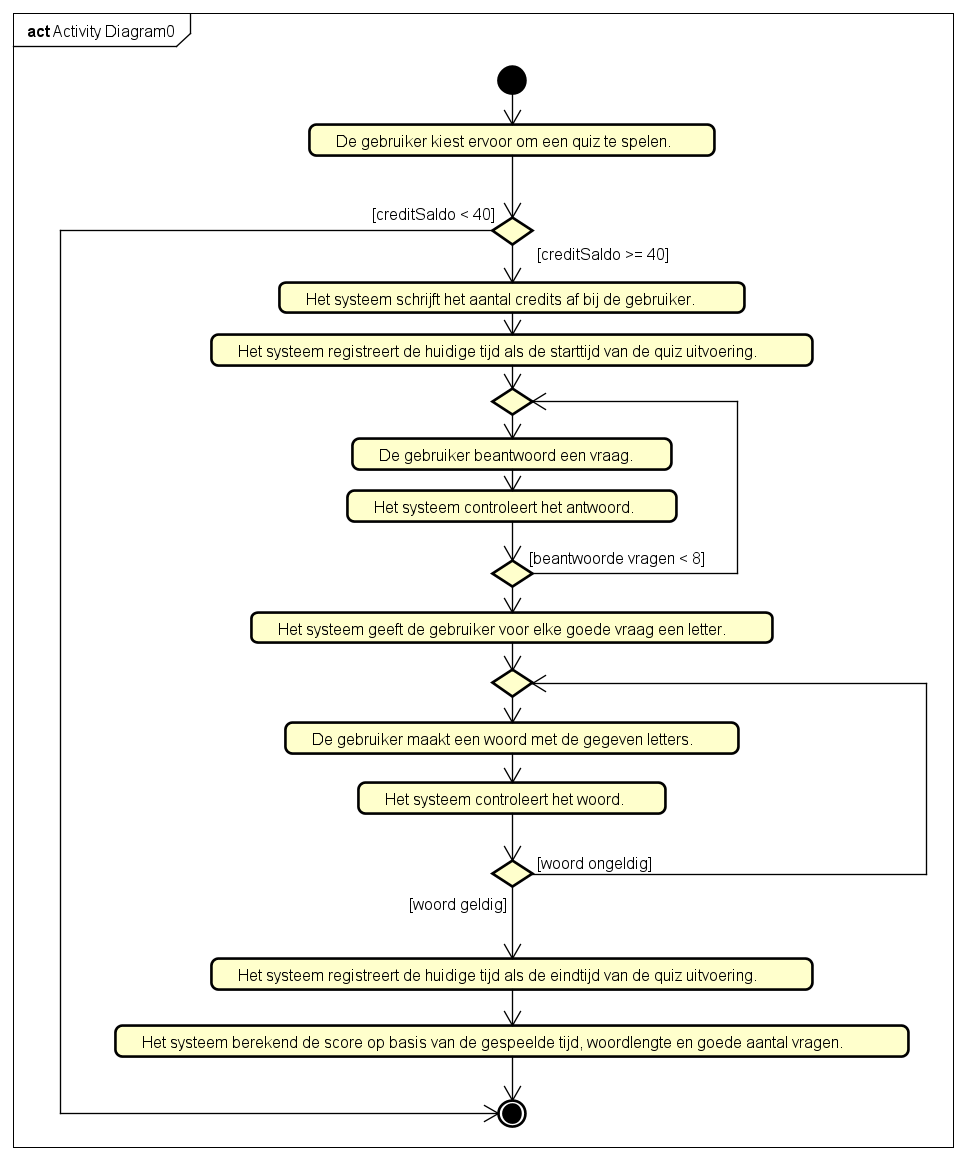 act Activity Diagram0
De gebruiker kiest ervoor om een quiz te spelen.
[creditSaldo < 40]
[creditSaldo >= 40]
Het systeem schrijft het aantal credits af bij de gebruiker.
Het systeem registreert de huidige tijd als de starttijd van de quiz uitvoering.
De gebruiker beantwoord een vraag.
Het systeem controleert het antwoord.
[beantwoorde vragen < 8]
Het systeem geeft de gebruiker voor elke goede vraag een letter.
De gebruiker maakt een woord met de gegeven letters.
Het systeem controleert het woord.
[woord ongeldig]
[woord geldig]
Het systeem registreert de huidige tijd als de eindtijd van de quiz uitvoering.
Het systeem berekend de score op basis van de gespeelde tijd, woordlengte en goede aantal vragen.